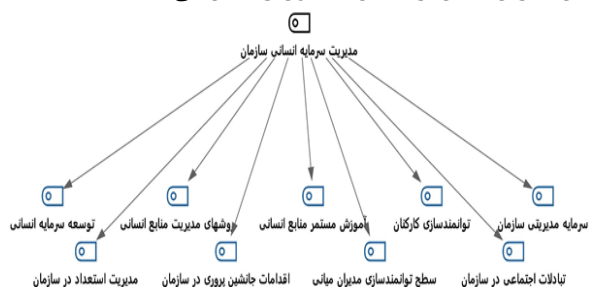 مدیریت سرمایه انسانی سازمان
سرمایه مدیریتی سازمان
توانمندسازی کارکنان
آموزش مستمر منابع انسانی
روشهای مدیریت منابع انسانی
توسعه سرمایه انسانی
تبادلات اجتماعی در سازمان
سطح توانمندسازی مدیران میانی
اقدامات جانشین پروری در سازمان
مدیریت استعداد در سازمان